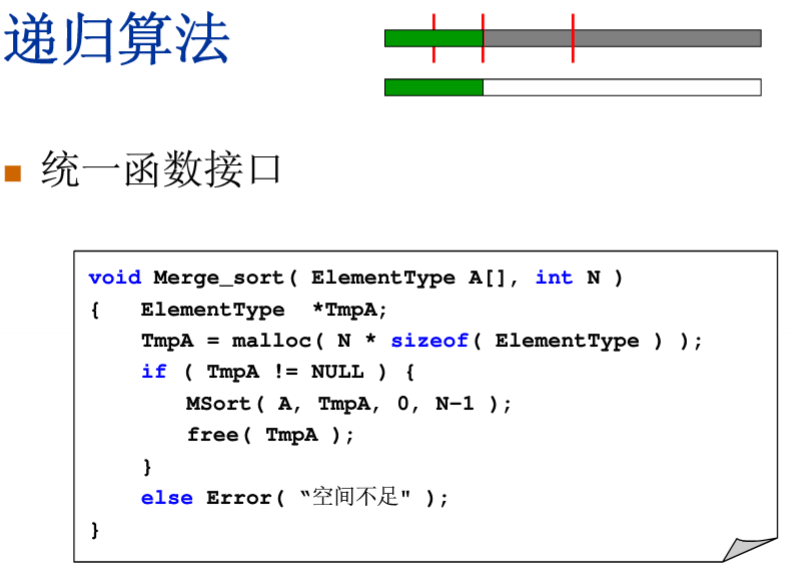 递归算法
统一函数接口
void Merge_sort( ElementType A[], int N )
{ ElementType *TmpA;
TmpA = malloc( N * sizeof( ElementType ) );
if ( TmpA != NULL ) {
MSort( A, TmpA, 0, N-1 );
free( TmpA );
}
else Error( “空间不足" );
}